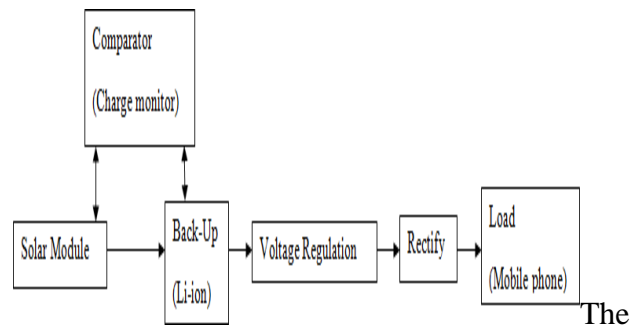 Comparator
(Charge monitor)
Solar Module
Back-Up
(Li-ion)
Voltage Regulation
Rectify
Load
(Mobile phone)
The